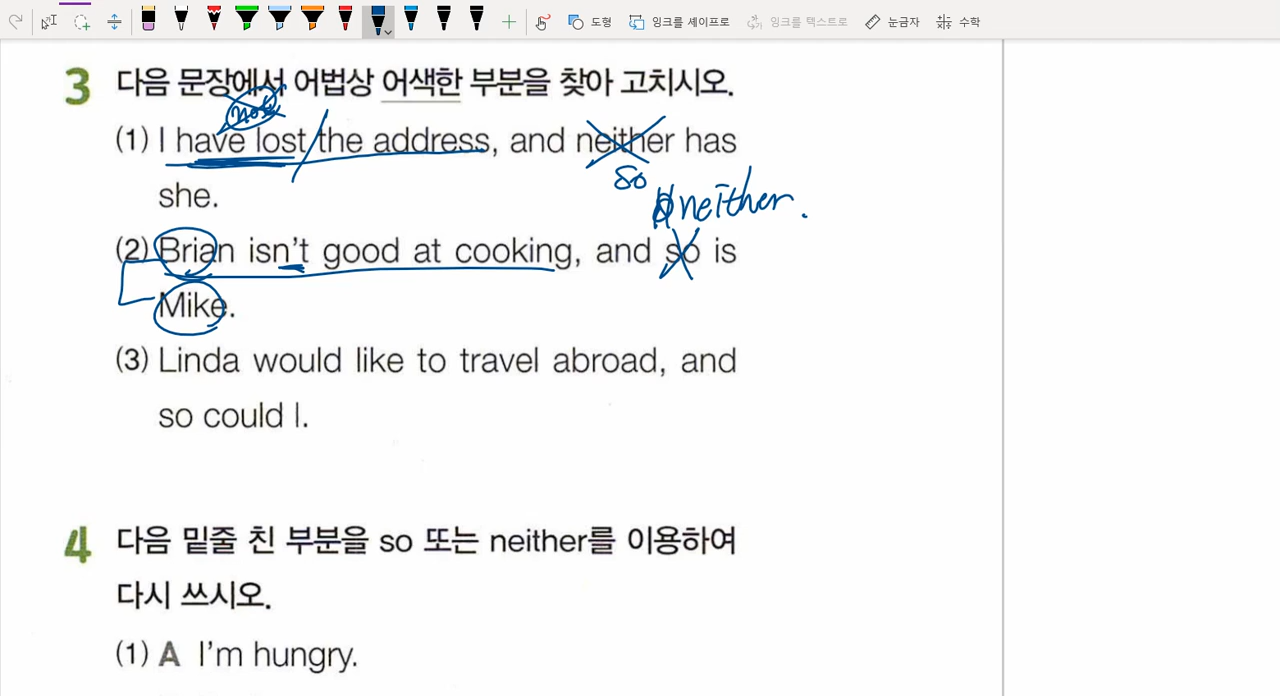 도형 잉크를 셰이프로 잉크를 텍스트로 눈금자 수학
3 다음 문장에서 어법상 어색한 부분을 찾아 고치시오.
not
(1) I have lost the address, and neither has
so
she.
neither.
(2) Brian isn't good at cooking, and so is
Mike.
(3) Linda would like to travel abroad, and
so could I.
4 다음 밑줄 친 부분을 so 또는 neither를 이용하여
다시 쓰시오.
(1) A I'm hungry.